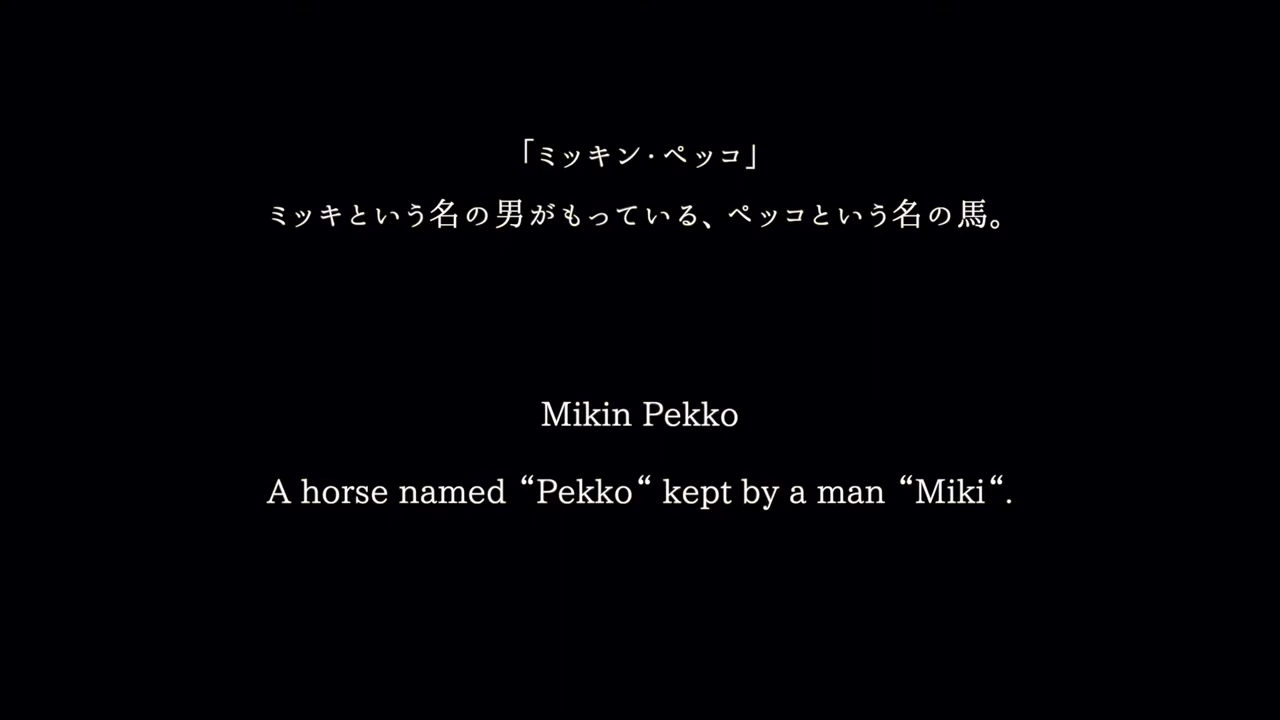 「ミッキン・ペッコ」
ミッキという名の男がもっている、ペッコという名の馬。
Mikin Pekko
A horse named “Pekko“ kept by a man “Miki“.